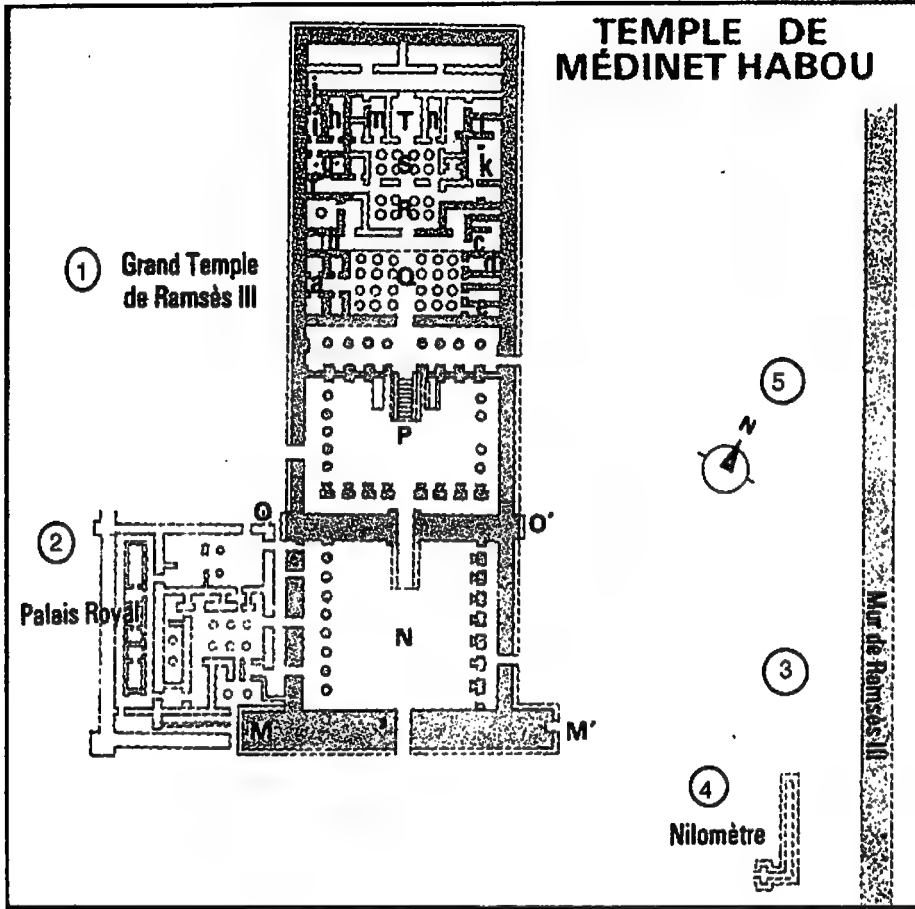 TEMPLE DE
MÉDINET HABOU
h m T n
i
S
k
R
c
a Q d
1 Grand Temple
de Ramsès III
5
N
P
O O'
2
Palais Royal
N
3
Mur de Ramsès III
M M'
4
Nilomètre